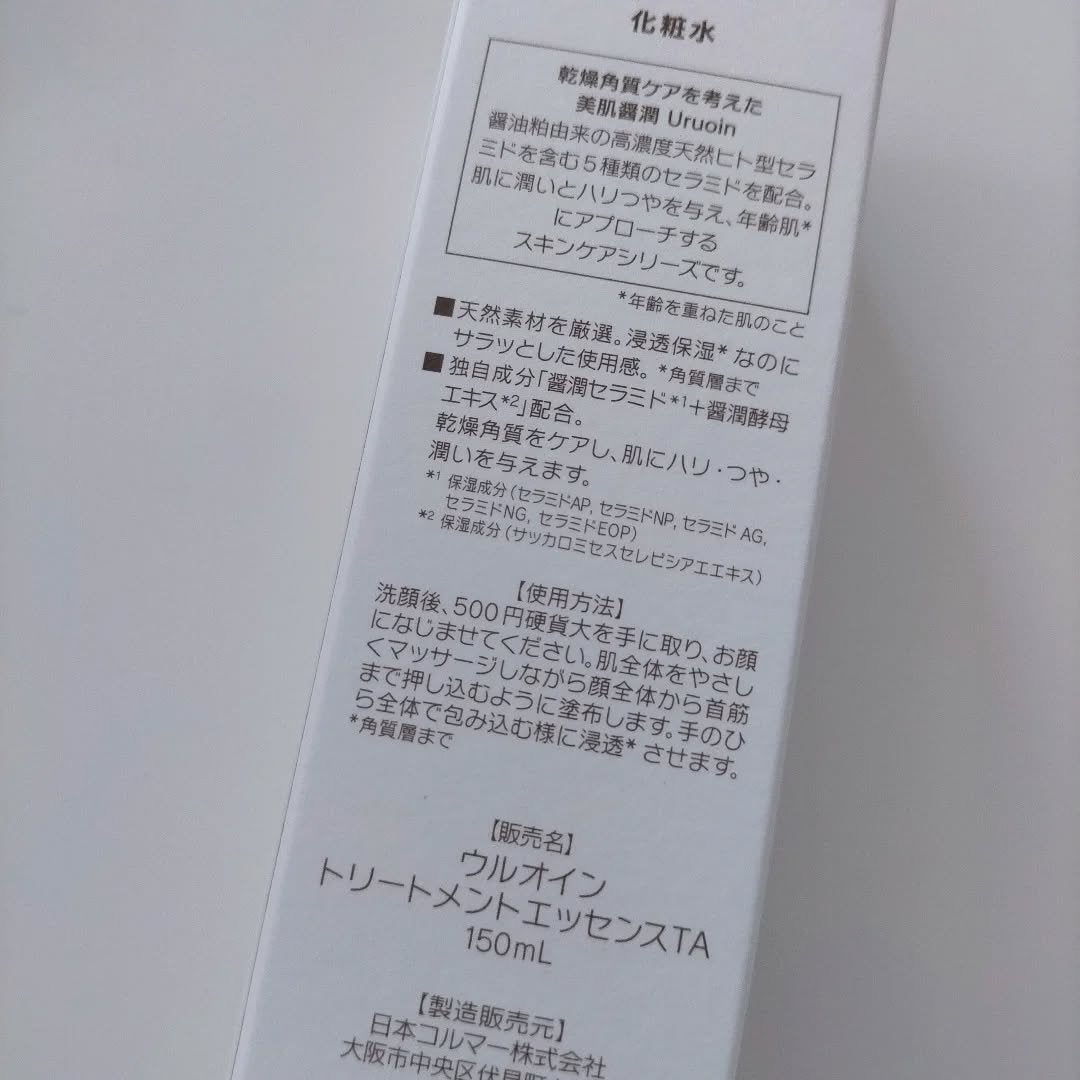 化粧水
乾燥角質ケアを考えた
美肌醤潤 Uruoin
醤油粕由来の高濃度天然ヒト型セラ
ミドを含む5種類のセラミドを配合。
肌に潤いとハリつやを与え、年齢肌*
にアプローチする
スキンケアシリーズです。
*年齢を重ねた肌のこと
■天然素材を厳選。浸透保湿*なのに
サラッとした使用感。 *角質層まで
■独自成分「醤潤セラミド*1+醤潤酵母
エキス*2」配合。
乾燥角質をケアし、肌にハリ・つや・
潤いを与えます。
*1 保湿成分(セラミドAP, セラミドNP, セラミドAG,
セラミドNG, セラミドEOP)
*2 保湿成分(サッカロミセスセレビシアエエキス)
【使用方法】
洗顔後、500円硬貨大を手に取り、お顔
になじませてください。肌全体をやさし
くマッサージしながら顔全体から首筋
まで押し込むように塗布します。手のひ
ら全体で包み込む様に浸透*させます。
*角質層まで
【販売名】
ウルオイン
トリートメントエッセンスTA
150mL
【製造販売元】
日本コルマー株式会社
大阪市中央区伏見町